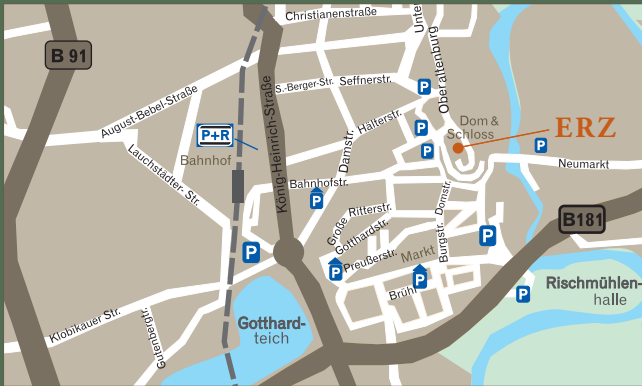 Christianenstraße
Unter
B 91
Oberaltenburg
S.-Berger-Str.
Seffnerstr.
P
August-Bebel-Straße
König-Heinrich-Straße
Hälterstr.
P
Dom &
Schloss
ERZ
P+R
Bahnhof
Damstr.
P
P
Neumarkt
Lauchstädter- Str.
Bahnhofstr.
P
Große Ritterstr.
Domstr.
B181
Gotthardstr.
Burgstr.
P
P
Preußerstr.
Markt
P
P
Brühl
P
Rischmühlen-
halle
Klobikauer Str.
Gutenbergstr.
Gotthard-
teich